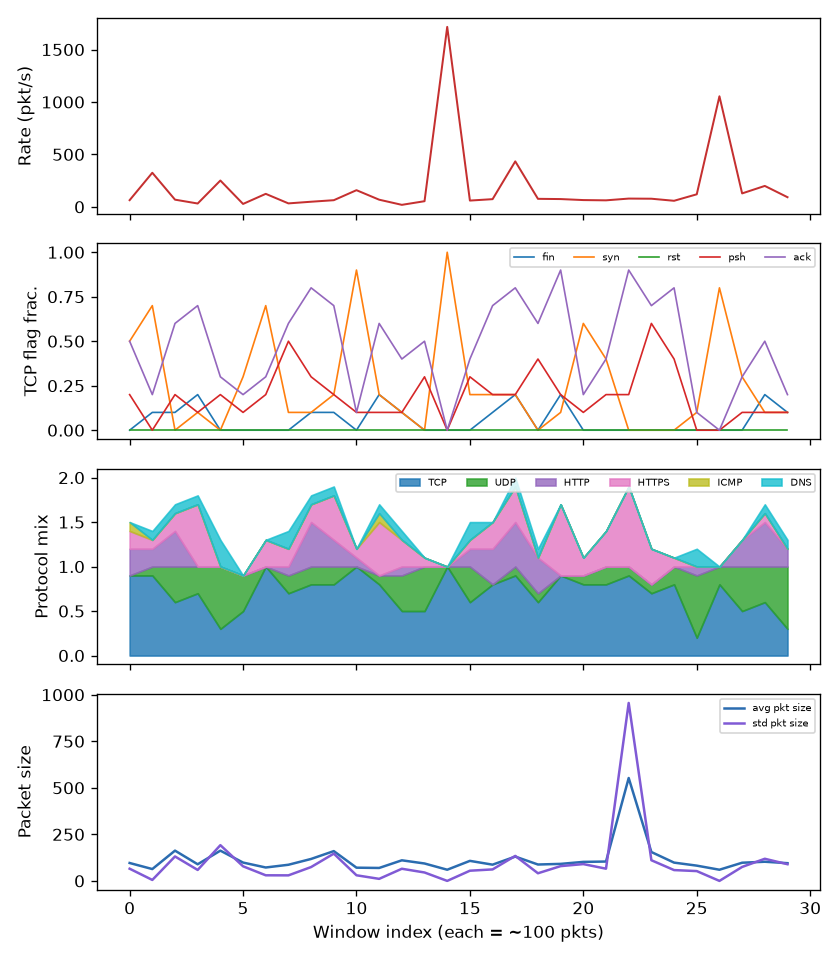 Rate (pkt/s)
1500
1000
500
0
TCP flag frac.
1.00
0.75
0.50
0.25
0.00
fin syn rst psh ack
Protocol mix
2.0
1.5
1.0
0.5
0.0
TCP UDP HTTP HTTPS ICMP DNS
Packet size
1000
750
500
250
0
avg pkt size
std pkt size
0 5 10 15 20 25 30
Window index (each = ~100 pkts)